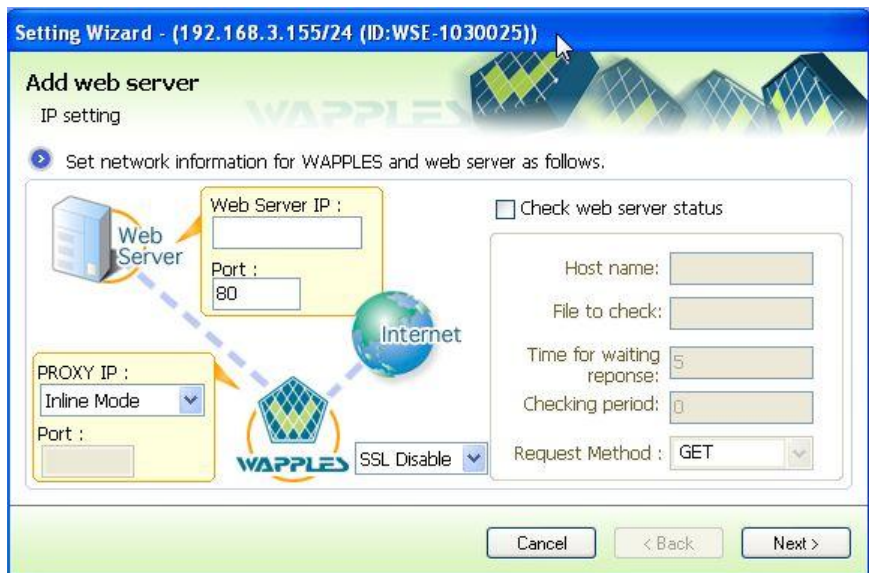 Setting Wizard - (192.168.3.155/24 (ID:WSE-1030025))
Add web server
IP setting
WAPPLES
Set network information for WAPPLES and web server as follows.
Web Server
Web Server IP :
Port :
80
Internet
PROXY IP :
Inline Mode
Port :
WAPPLES
SSL Disable
Check web server status
Host name:
File to check:
Time for waiting
reponse:
5
Checking period:
0
Request Method :
GET
Cancel
< Back
Next >